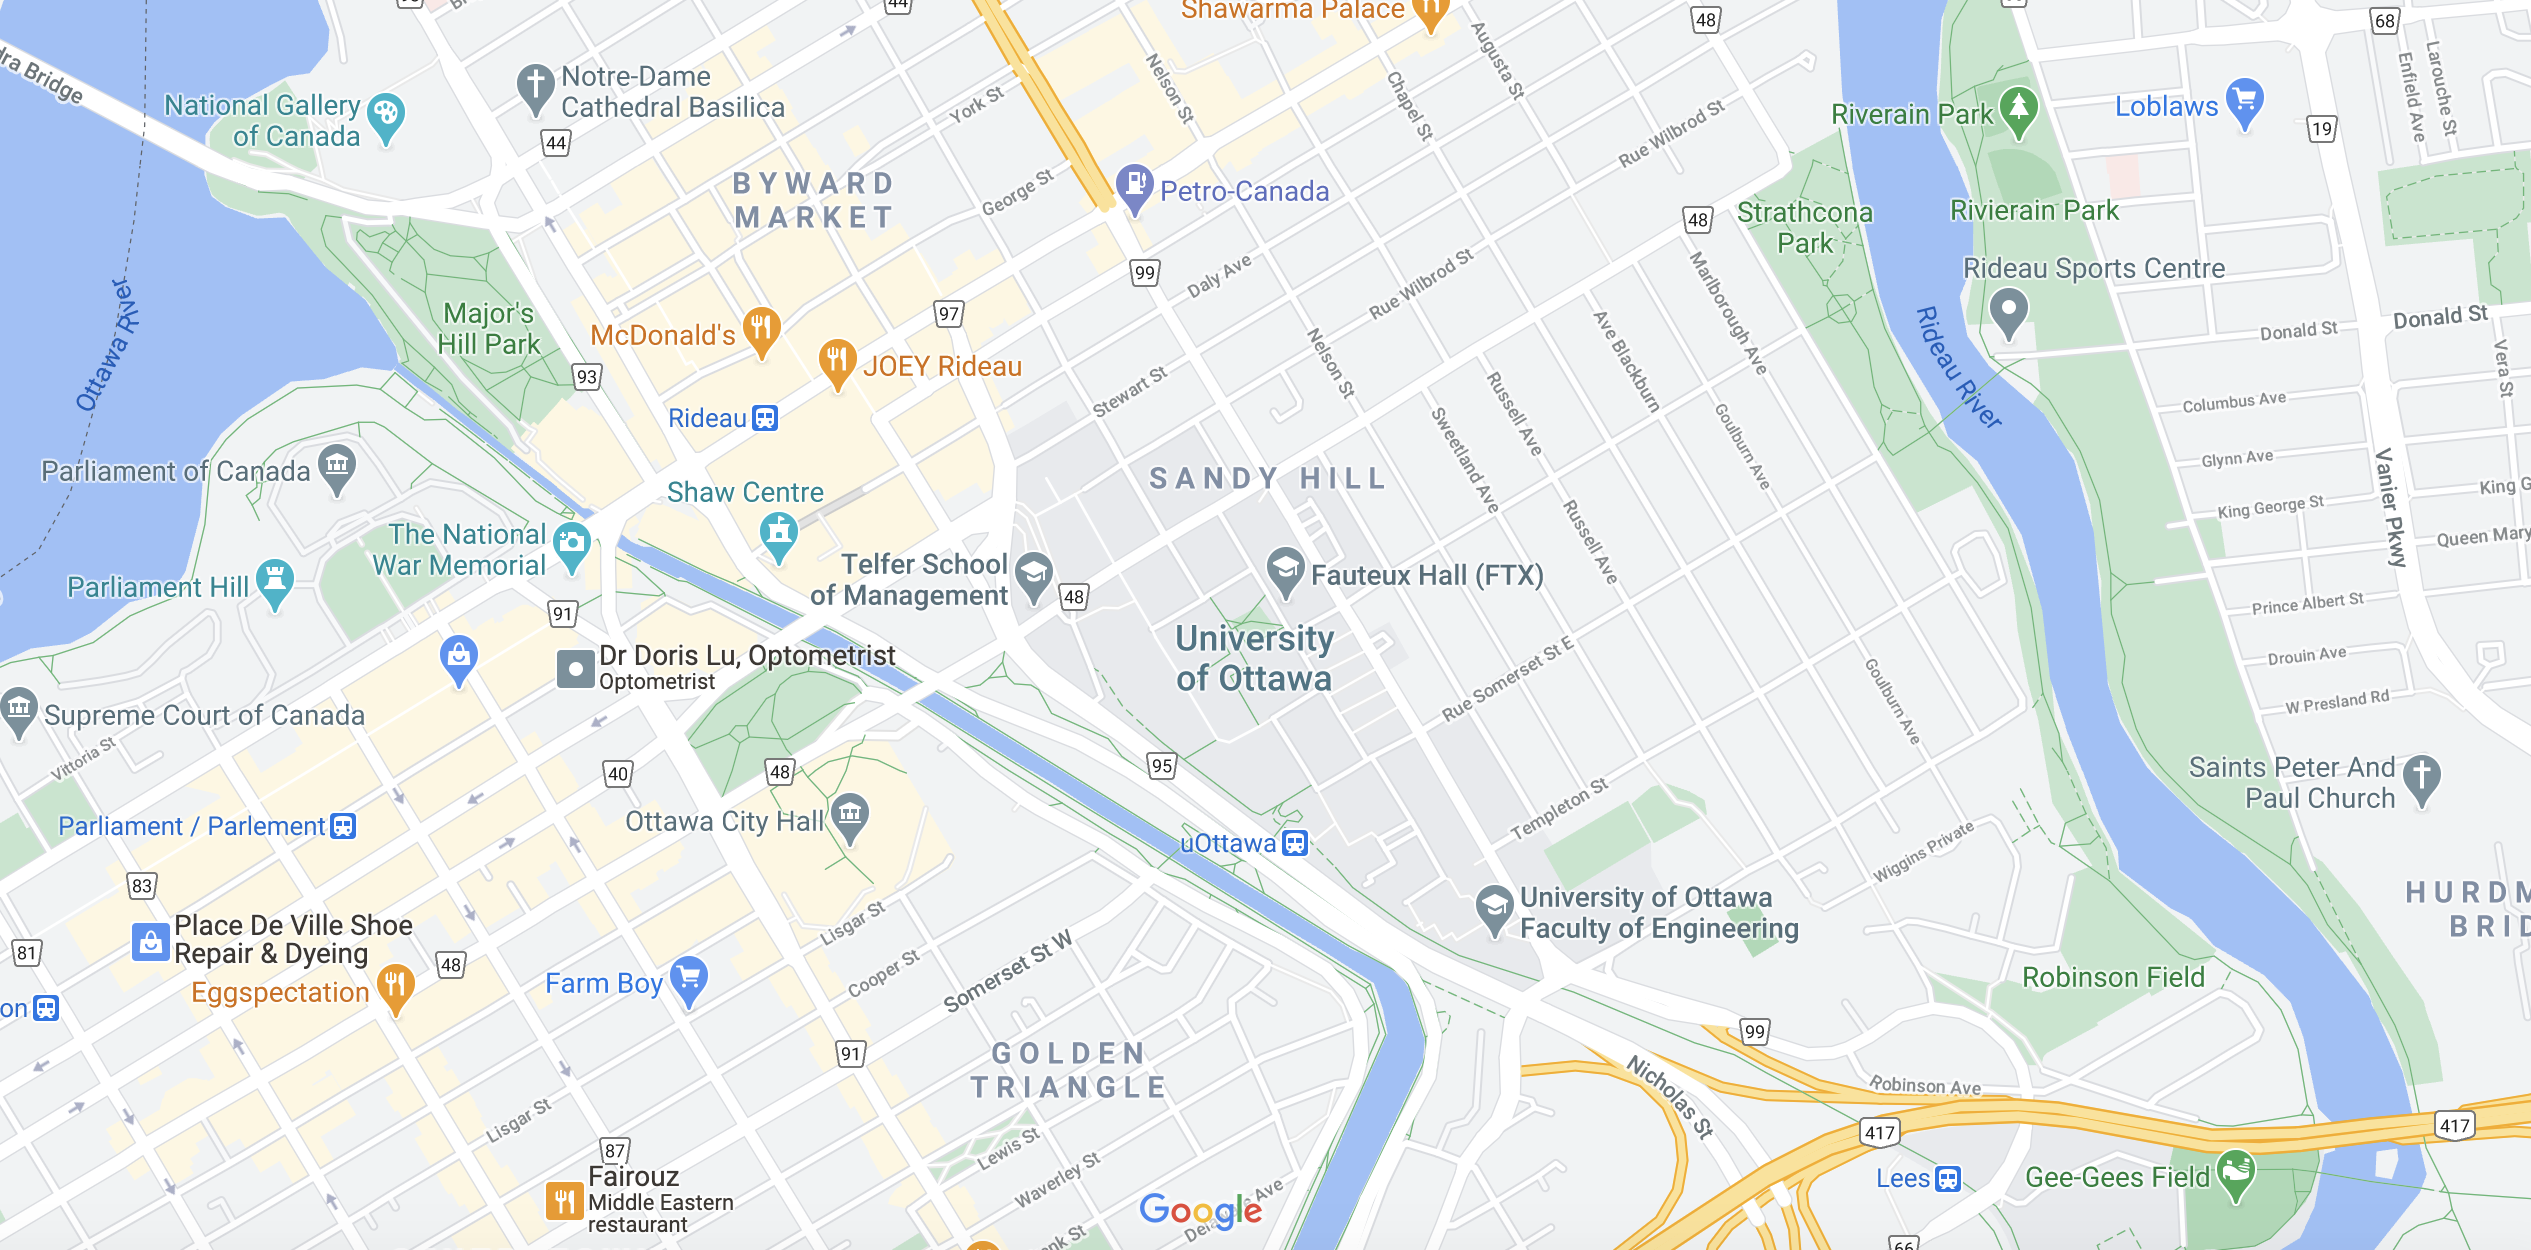 dra Bridge
National Gallery
of Canada
Notre-Dame
Cathedral Basilica
44
44
Shawarma Palace
48
68
York St
Nelson St
Augusta St
Chapel St
Rue Wilbrod St
Riverain Park
Loblaws
19
Enfield Ave
Larouche St
BYWARD
MARKET
George St
Petro-Canada
48
Strathcona
Park
Rivierain Park
Rideau Sports Centre
Ottawa River
Major's
Hill Park
93
97
99
Daly Ave
Rue Wilbrod St
Marlborough Ave
Rideau River
Donald St
Donald St
McDonald's
JOEY Rideau
Rideau
Stewart St
Nelson St
Ave Blackburn
Russell Ave
Sweetland Ave
Goulburn Ave
Columbus Ave
Vera St
Glynn Ave
Vanier Pkwy
King George St
King G
Queen Mary
Parliament of Canada
Shaw Centre
SANDY HILL
The National
War Memorial
Parliament Hill
Telfer School
of Management
48
Fauteux Hall (FTX)
Russell Ave
Prince Albert St
91
Dr Doris Lu, Optometrist
Optometrist
University
of Ottawa
Rue Somerset St E
Goulburn Ave
Drouin Ave
W Presland Rd
Supreme Court of Canada
Vittoria St
40
48
95
Saints Peter And
Paul Church
Parliament / Parlement
Ottawa City Hall
uOttawa
Templeton St
Wiggins Private
83
Place De Ville Shoe
Repair & Dyeing
81
48
Eggspectation
Farm Boy
Lisgar St
Cooper St
Somerset St W
University of Ottawa
Faculty of Engineering
HURDM
BRID
Robinson Field
on
91
GOLDEN
TRIANGLE
99
Nicholas St
Robinson Ave
417
417
Lisgar St
87
Fairouz
Middle Eastern
restaurant
Lewis St
Waverley St
Google
Lees
Gee-Gees Field
66